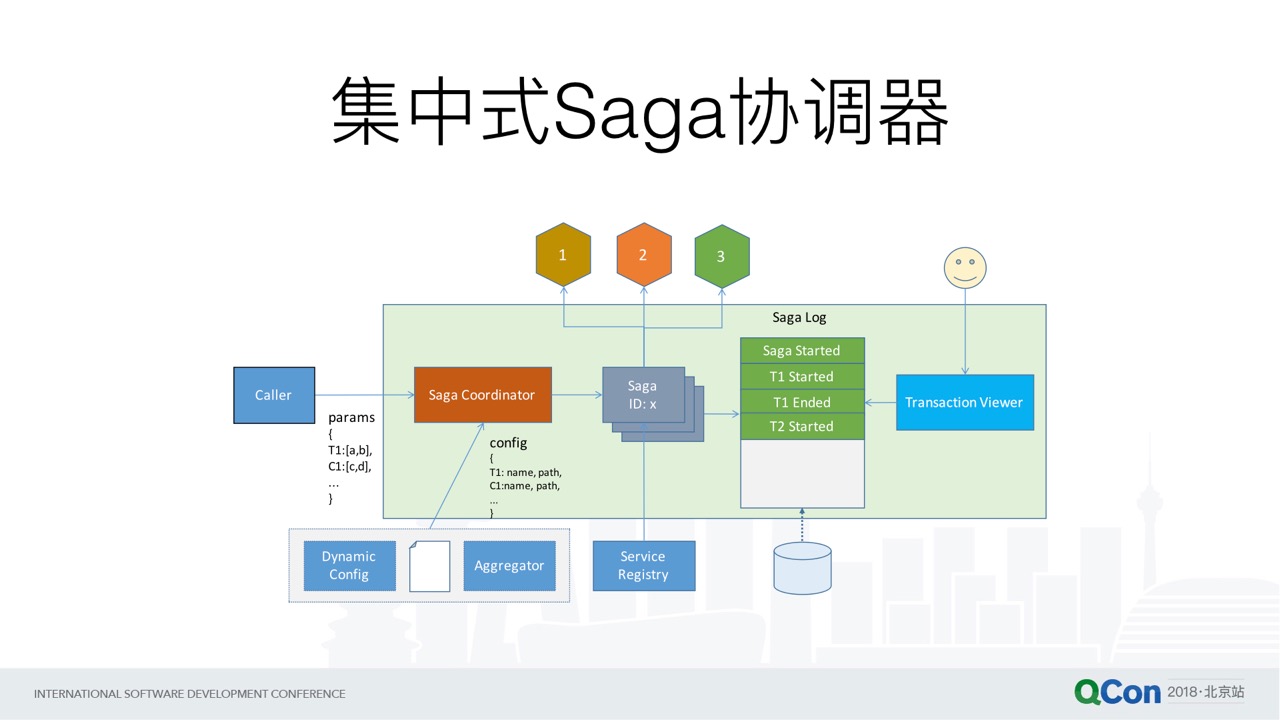 集中式Saga协调器
1
2
3
Saga Log
Saga Started
T1 Started
T1 Ended
T2 Started
Caller
Saga Coordinator
Saga
ID: x
Transaction Viewer
params
{
T1:[a,b],
C1:[c,d],
...
}
config
{
T1: name, path,
C1:name, path,
...
}
Dynamic
Config
Aggregator
Service
Registry
INTERNATIONAL SOFTWARE DEVELOPMENT CONFERENCE
QCon 2018·北京站